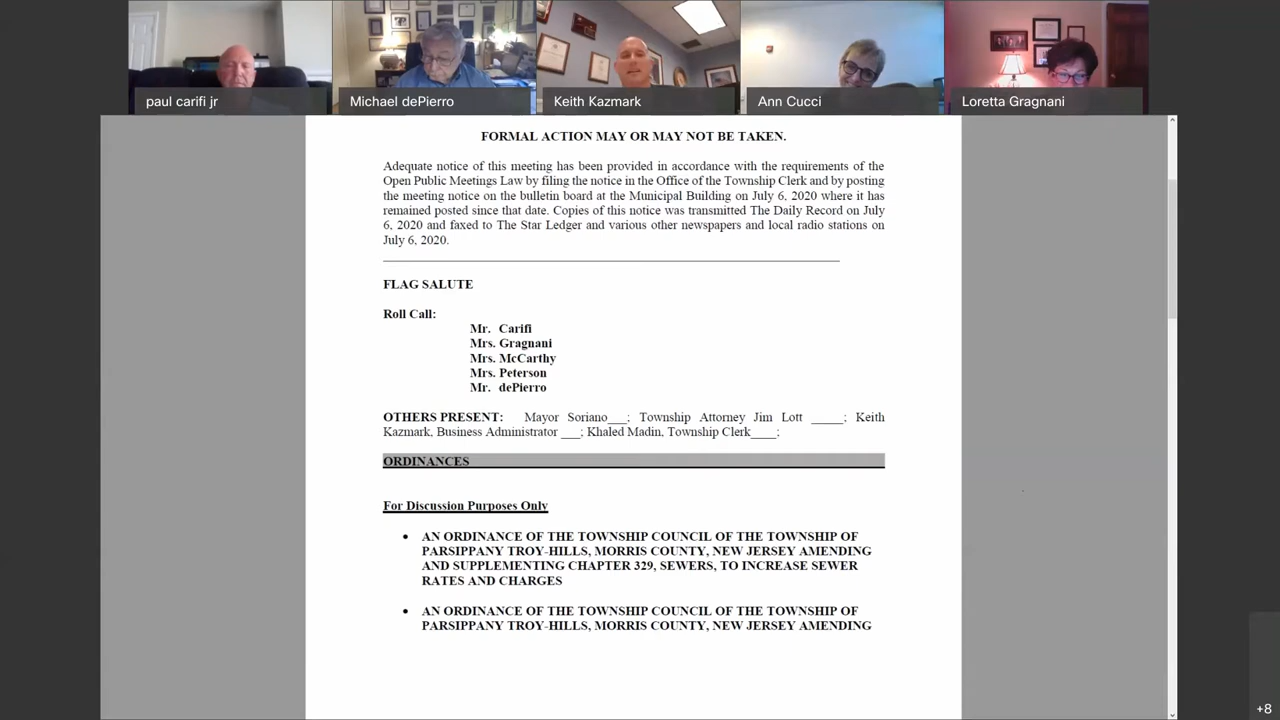 paul carifi jr
Michael dePierro
Keith Kazmark
Ann Cucci
Loretta Gragnani
FORMAL ACTION MAY OR MAY NOT BE TAKEN.
Adequate notice of this meeting has been provided in accordance with the requirements of the
Open Public Meetings Law by filing the notice in the Office of the Township Clerk and by posting
the meeting notice on the bulletin board at the Municipal Building on July 6, 2020 where it has
remained posted since that date. Copies of this notice was transmitted The Daily Record on July
6, 2020 and faxed to The Star Ledger and various other newspapers and local radio stations on
July 6, 2020.
FLAG SALUTE
Roll Call:
Mr. Carifi
Mrs. Gragnani
Mrs. McCarthy
Mrs. Peterson
Mr. dePierro
OTHERS PRESENT: Mayor Soriano___; Township Attorney Jim Lott _____; Keith
Kazmark, Business Administrator ___; Khaled Madin, Township Clerk____;
ORDINANCES
For Discussion Purposes Only
• AN ORDINANCE OF THE TOWNSHIP COUNCIL OF THE TOWNSHIP OF
PARSIPPANY TROY-HILLS, MORRIS COUNTY, NEW JERSEY AMENDING
AND SUPPLEMENTING CHAPTER 329, SEWERS, TO INCREASE SEWER
RATES AND CHARGES
• AN ORDINANCE OF THE TOWNSHIP COUNCIL OF THE TOWNSHIP OF
PARSIPPANY TROY-HILLS, MORRIS COUNTY, NEW JERSEY AMENDING
+8